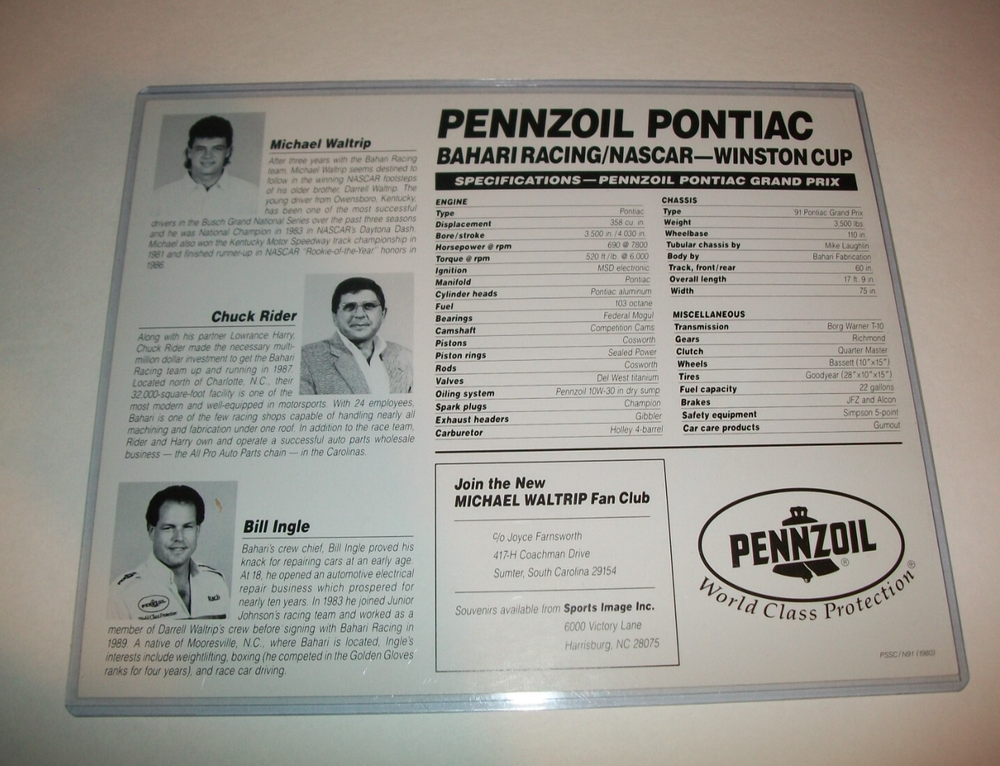 Michael Waltrip
After three years with the Bahari Racing
team, Michael Waltrip seems destined to
follow in the winning NASCAR footsteps
of his older brother, Darrell Waltrip. The
young driver from Owensboro, Kentucky,
has been one of the most successful
drivers in the Busch Grand National Series over the past three seasons
and he was National Champion in 1983 in NASCAR's Daytona Dash.
Michael also won the Kentucky Motor Speedway track championship in
1981 and finished runner-up in NASCAR "Rookie-of-the-Year" honors in
1986.
Chuck Rider
Along with his partner Lowrance Harry,
Chuck Rider made the necessary multi-
million dollar investment to get the Bahari
Racing team up and running in 1987.
Located north of Charlotte, N.C., their
32,000-square-foot facility is one of the
most modern and well-equipped in motorsports. With 24 employees,
Bahari is one of the few racing shops capable of handling nearly all
machining and fabrication under one roof. In addition to the race team,
Rider and Harry own and operate a successful auto parts wholesale
business — the All Pro Auto Parts chain — in the Carolinas.
Bill Ingle
Bahari's crew chief, Bill Ingle proved his
knack for repairing cars at an early age.
At 18, he opened an automotive electrical
repair business which prospered for
nearly ten years. In 1983 he joined Junior
Johnson's racing team and worked as a
member of Darrell Waltrip's crew before signing with Bahari Racing in
1989. A native of Mooresville, N.C., where Bahari is located, Ingle's
interests include weightlifting, boxing (he competed in the Golden Gloves
ranks for four years), and race car driving.
PENNZOIL PONTIAC
BAHARI RACING/NASCAR—WINSTON CUP
SPECIFICATIONS — PENNZOIL PONTIAC GRAND PRIX
ENGINE
Type Pontiac
Displacement 358 cu. in.
Bore/stroke 3.500 in./4.030 in.
Horsepower @ rpm 690 @ 7800
Torque @ rpm 520 ft/lb @ 6,000
Ignition MSD electronic
Manifold Pontiac
Cylinder heads Pontiac aluminum
Fuel 103 octane
Bearings Federal Mogul
Camshaft Competition Cams
Pistons Cosworth
Piston rings Sealed Power
Rods Cosworth
Valves Del West titanium
Oiling system Pennzoil 10W-30 in dry sump
Spark plugs Champion
Exhaust headers Gibbler
Carburetor Holley 4-barrel
CHASSIS
Type 91 Pontiac Grand Prix
Weight 3,500 lbs.
Wheelbase 110 in.
Tubular chassis by Mike Laughlin
Body by Bahari Fabrication
Track, front/rear 60 in.
Overall length 17 ft. 9 in.
Width 75 in.
MISCELLANEOUS
Transmission Borg Warner T-10
Gears Richmond
Clutch Quarter Master
Wheels Bassett (10"x15")
Tires Goodyear (28"x10"x15")
Fuel capacity 22 gallons
Brakes JFZ and Alcon
Safety equipment Simpson 5-point
Car care products Gumout
Join the New
MICHAEL WALTRIP Fan Club
c/o Joyce Farnsworth
417-H Coachman Drive
Sumter, South Carolina 29154
Souvenirs available from Sports Image Inc.
6000 Victory Lane
Harrisburg, NC 28075
PENNZOIL®
World Class Protection®
PSSC/N91 (1980)